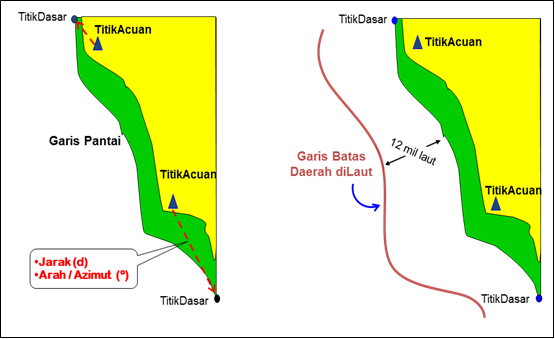 TitikDasar
TitikAcuan
Garis Pantai
TitikAcuan
•Jarak (d)
•Arah / Azimut (º)
TitikDasar
TitikDasar
TitikAcuan
12 mil laut
Garis Batas
Daerah diLaut
TitikAcuan
TitikDasar